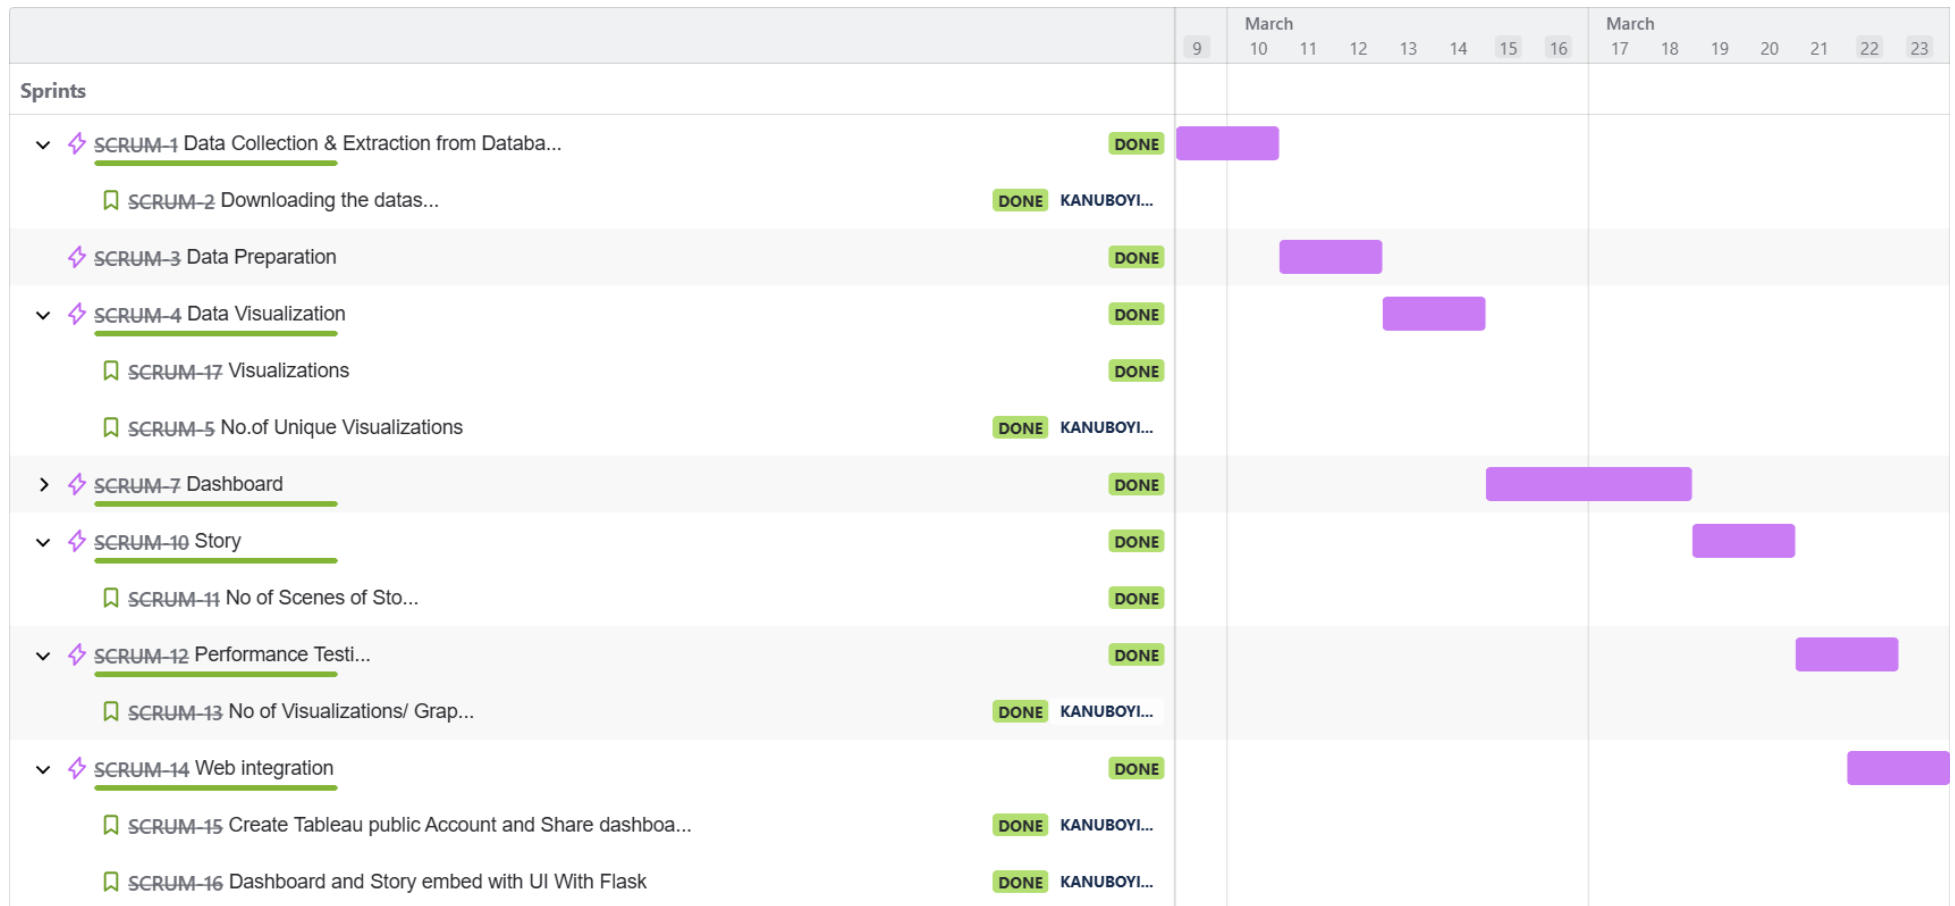 March March
9 10 11 12 13 14 15 16 17 18 19 20 21 22 23
Sprints
SCRUM-1 Data Collection & Extraction from Databa... DONE
SCRUM-2 Downloading the datas... DONE KANUBOYI...
SCRUM-3 Data Preparation DONE
SCRUM-4 Data Visualization DONE
SCRUM-17 Visualizations DONE
SCRUM-5 No.of Unique Visualizations DONE KANUBOYI...
SCRUM-7 Dashboard DONE
SCRUM-10 Story DONE
SCRUM-11 No of Scenes of Sto... DONE
SCRUM-12 Performance Testi... DONE
SCRUM-13 No of Visualizations/ Grap... DONE KANUBOYI...
SCRUM-14 Web integration DONE
SCRUM-15 Create Tableau public Account and Share dashboa... DONE KANUBOYI...
SCRUM-16 Dashboard and Story embed with UI With Flask DONE KANUBOYI...